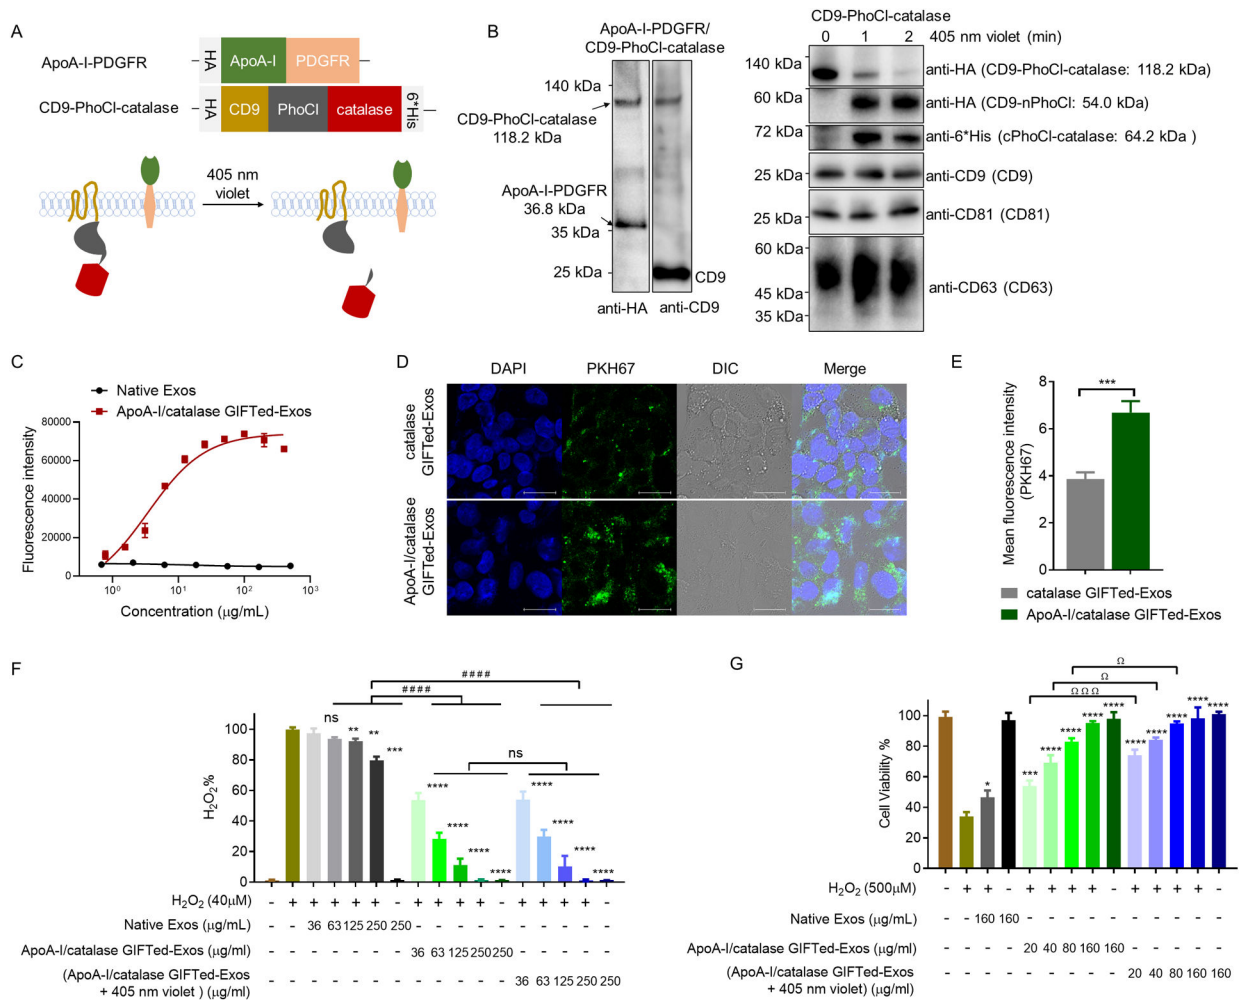 A
ApoA-I-PDGFR
HA
ApoA-I
PDGFR
CD9-PhoCl-catalase
HA
CD9
PhoCl
catalase
6*His
405 nm
violet
B
ApoA-I-PDGFR/
CD9-PhoCl-catalase
140 kDa
CD9-PhoCl-catalase
118.2 kDa
ApoA-I-PDGFR
36.8 kDa
35 kDa
25 kDa
CD9
anti-HA
anti-CD9
CD9-PhoCl-catalase
0 1 2 405 nm violet (min)
140 kDa
anti-HA (CD9-PhoCl-catalase: 118.2 kDa)
60 kDa
anti-HA (CD9-nPhoCl: 54.0 kDa)
72 kDa
anti-6*His (cPhoCl-catalase: 64.2 kDa )
25 kDa
anti-CD9 (CD9)
25 kDa
anti-CD81 (CD81)
60 kDa
45 kDa
35 kDa
anti-CD63 (CD63)
C
Native Exos
ApoA-I/catalase GIFTed-Exos
80000
60000
40000
20000
0
Fluorescence intensity
10⁰ 10¹ 10² 10³
Concentration (μg/mL)
D
DAPI PKH67 DIC Merge
catalase
GIFTed-Exos
ApoA-I/catalase
GIFTed-Exos
E
***
8
6
4
2
0
Mean fluorescence intensity
(PKH67)
catalase GIFTed-Exos
ApoA-I/catalase GIFTed-Exos
F
####
####
ns
ns
** ** ***
**** **** **** ****
**** **** **** ****
100
80
60
40
20
0
H₂O₂%
H₂O₂ (40μM) - + + + + + - + + + + - + + + + -
Native Exos (μg/mL) - - 36 63 125 250 250 - - - - - - - - - -
ApoA-I/catalase GIFTed-Exos (μg/ml) - - - - - - - 36 63 125 250 250 - - - - -
(ApoA-I/catalase GIFTed-Exos
+ 405 nm violet ) (μg/ml) - - - - - - - - - - - - 36 63 125 250 250
G
Ω
Ω
ΩΩΩ
* *** **** **** **** **** **** **** **** **** ****
100
80
60
40
20
0
Cell Viability %
H₂O₂ (500μM) - + + - + + + + - + + + + -
Native Exos (μg/mL) - - 160 160 - - - - - - - - - -
ApoA-I/catalase GIFTed-Exos (μg/ml) - - - - 20 40 80 160 160 - - - - -
(ApoA-I/catalase GIFTed-Exos
+ 405 nm violet) (μg/ml) - - - - - - - - - 20 40 80 160 160